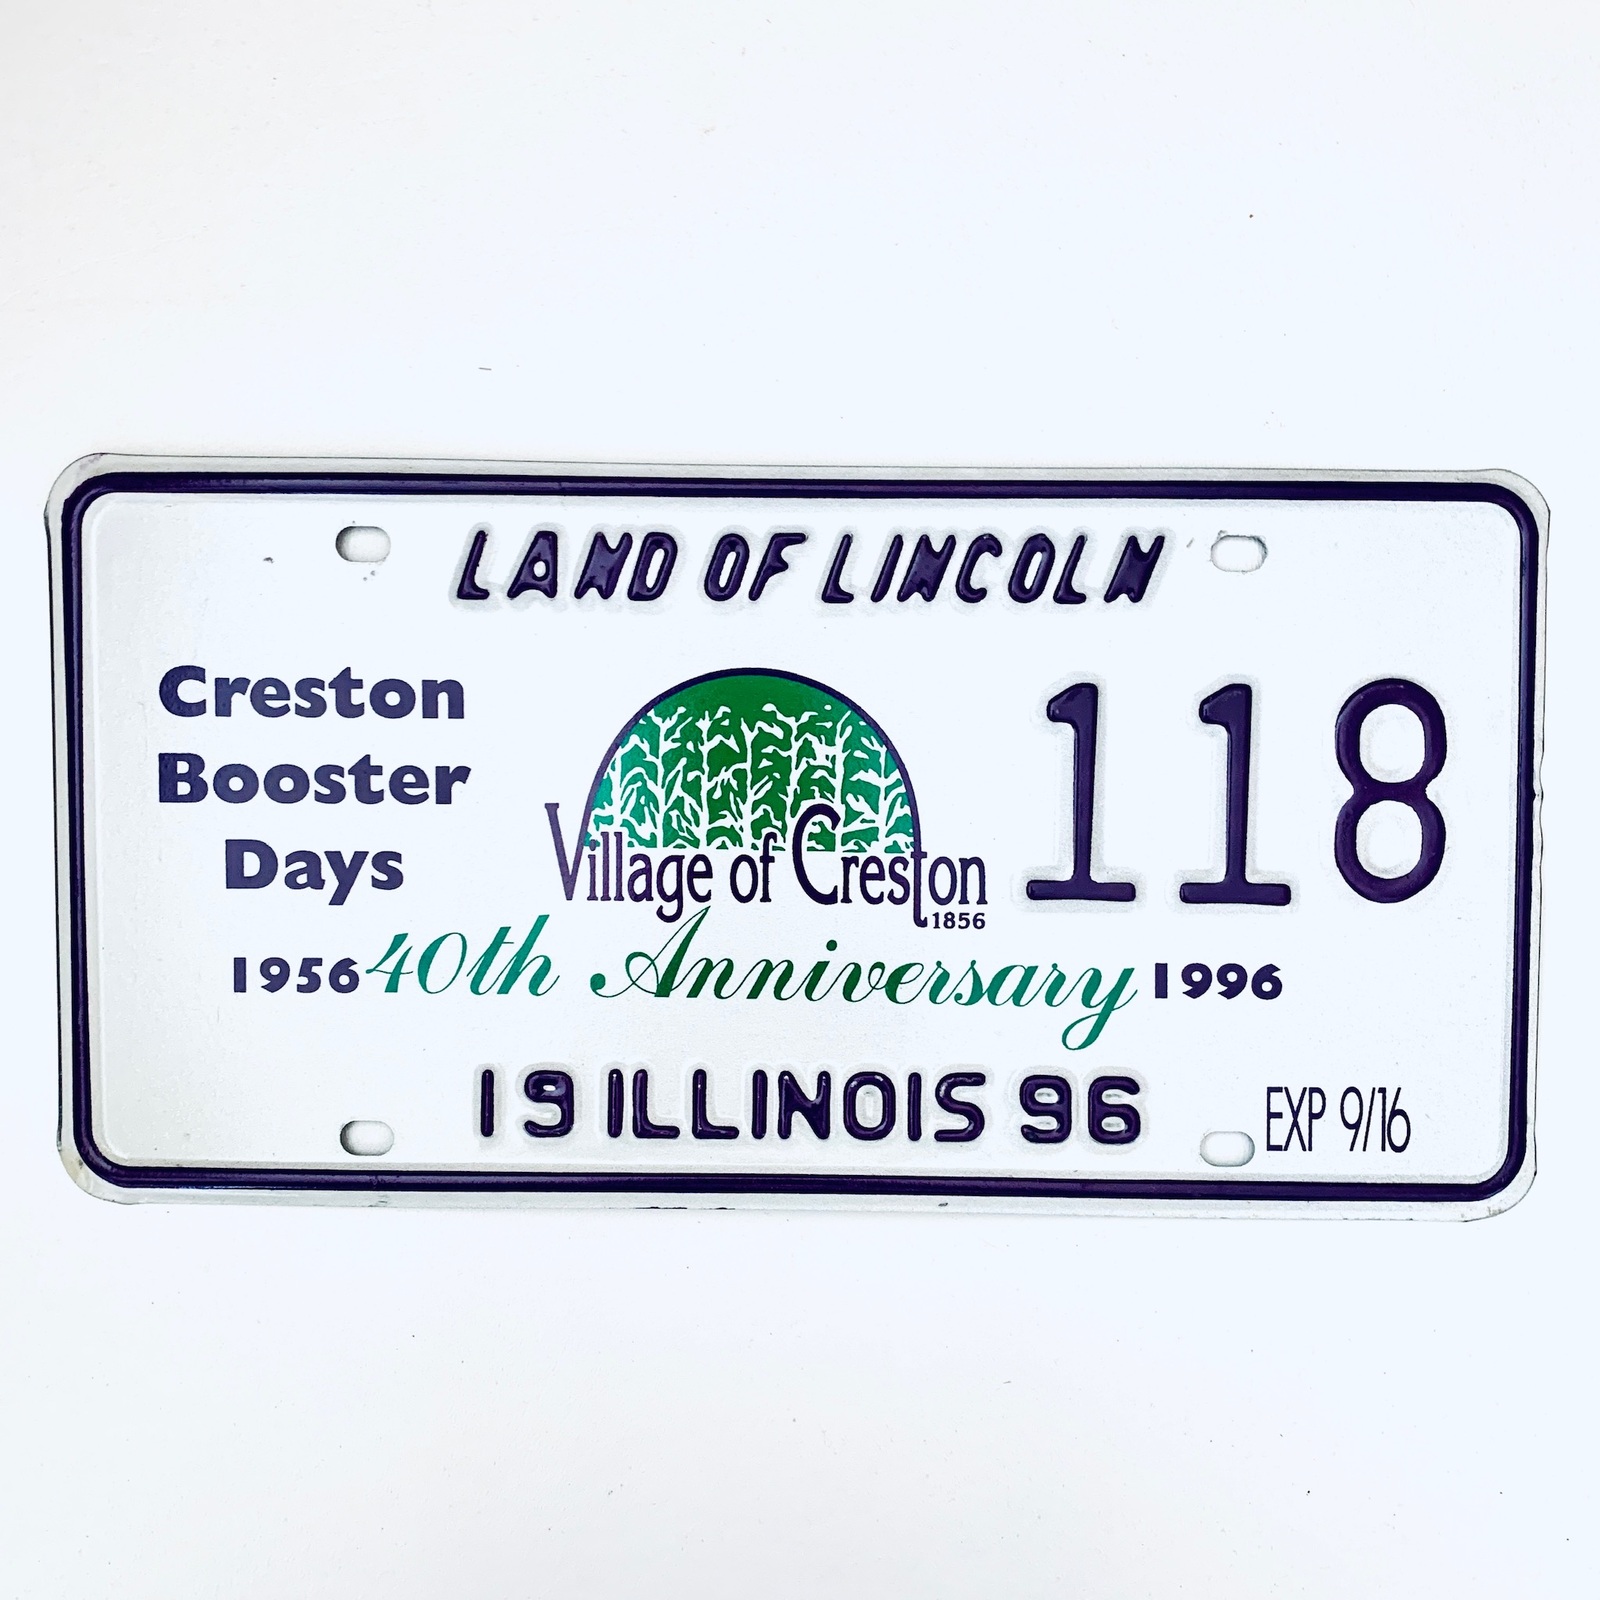 LAND OF LINCOLN
Creston
Booster
Days
Village of Creston
1856
118
1956 40th Anniversary 1996
19 ILLINOIS 96
EXP 9/16